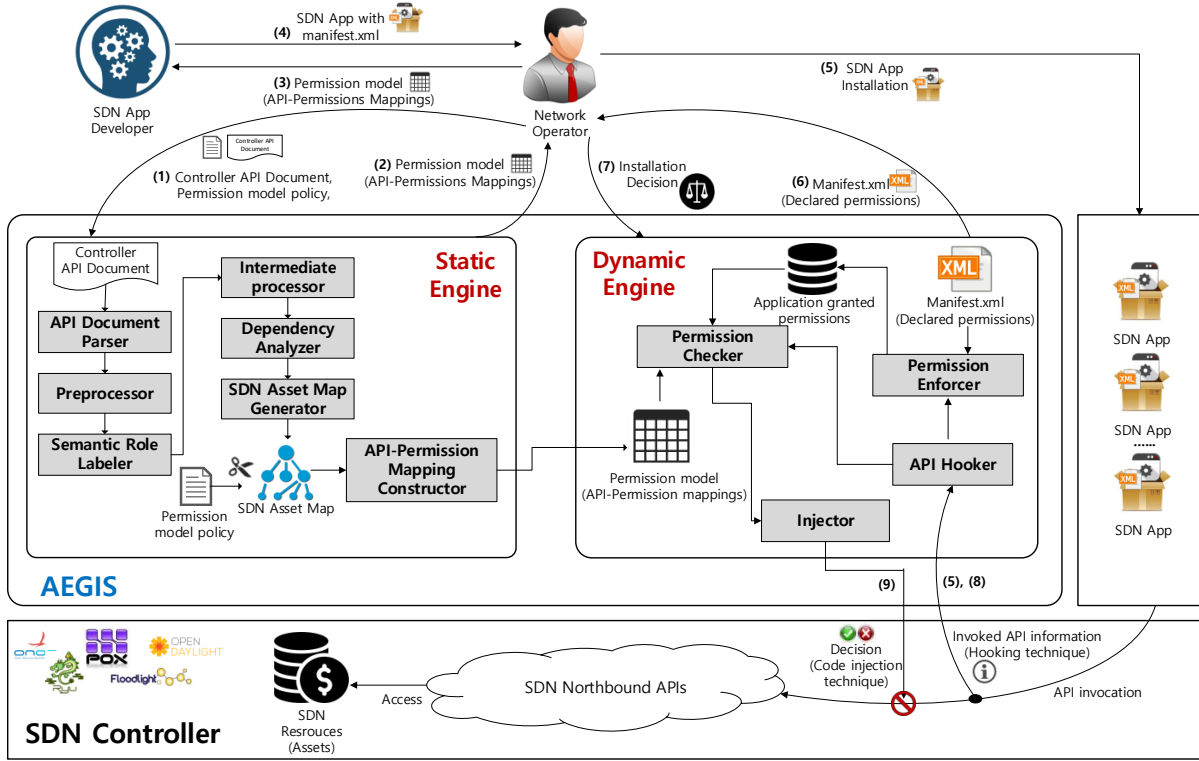 (4) SDN App with
manifest.xml
(3) Permission model
(API-Permissions Mappings)
SDN App
Developer
Network
Operator
(5) SDN App
Installation
Controller API
Document
(1) Controller API Document,
Permission model policy,
(2) Permission model
(API-Permissions Mappings)
(7) Installation
Decision
(6) Manifest.xml
XML
(Declared permissions)
Controller
API Document
Static
Engine
Intermediate
processor
API Document
Parser
Dependency
Analyzer
Preprocessor
SDN Asset Map
Generator
Semantic Role
Labeler
API-Permission
Mapping
Constructor
Permission
model policy
SDN Asset Map
AEGIS
Dynamic
Engine
Application granted
permissions
XML
Manifest.xml
(Declared permissions)
Permission
Checker
Permission
Enforcer
API Hooker
Permission model
(API-Permission mappings)
Injector
(9)
(5), (8)
XML
SDN App
XML
SDN App
......
XML
SDN App
POX
OPEN
DAYLIGHT
Ryu
Floodlight
SDN Controller
$
SDN
Resrouces
(Assets)
Access
SDN Northbound APIs
Decision
(Code injection
technique)
Invoked API information
(Hooking technique)
API invocation